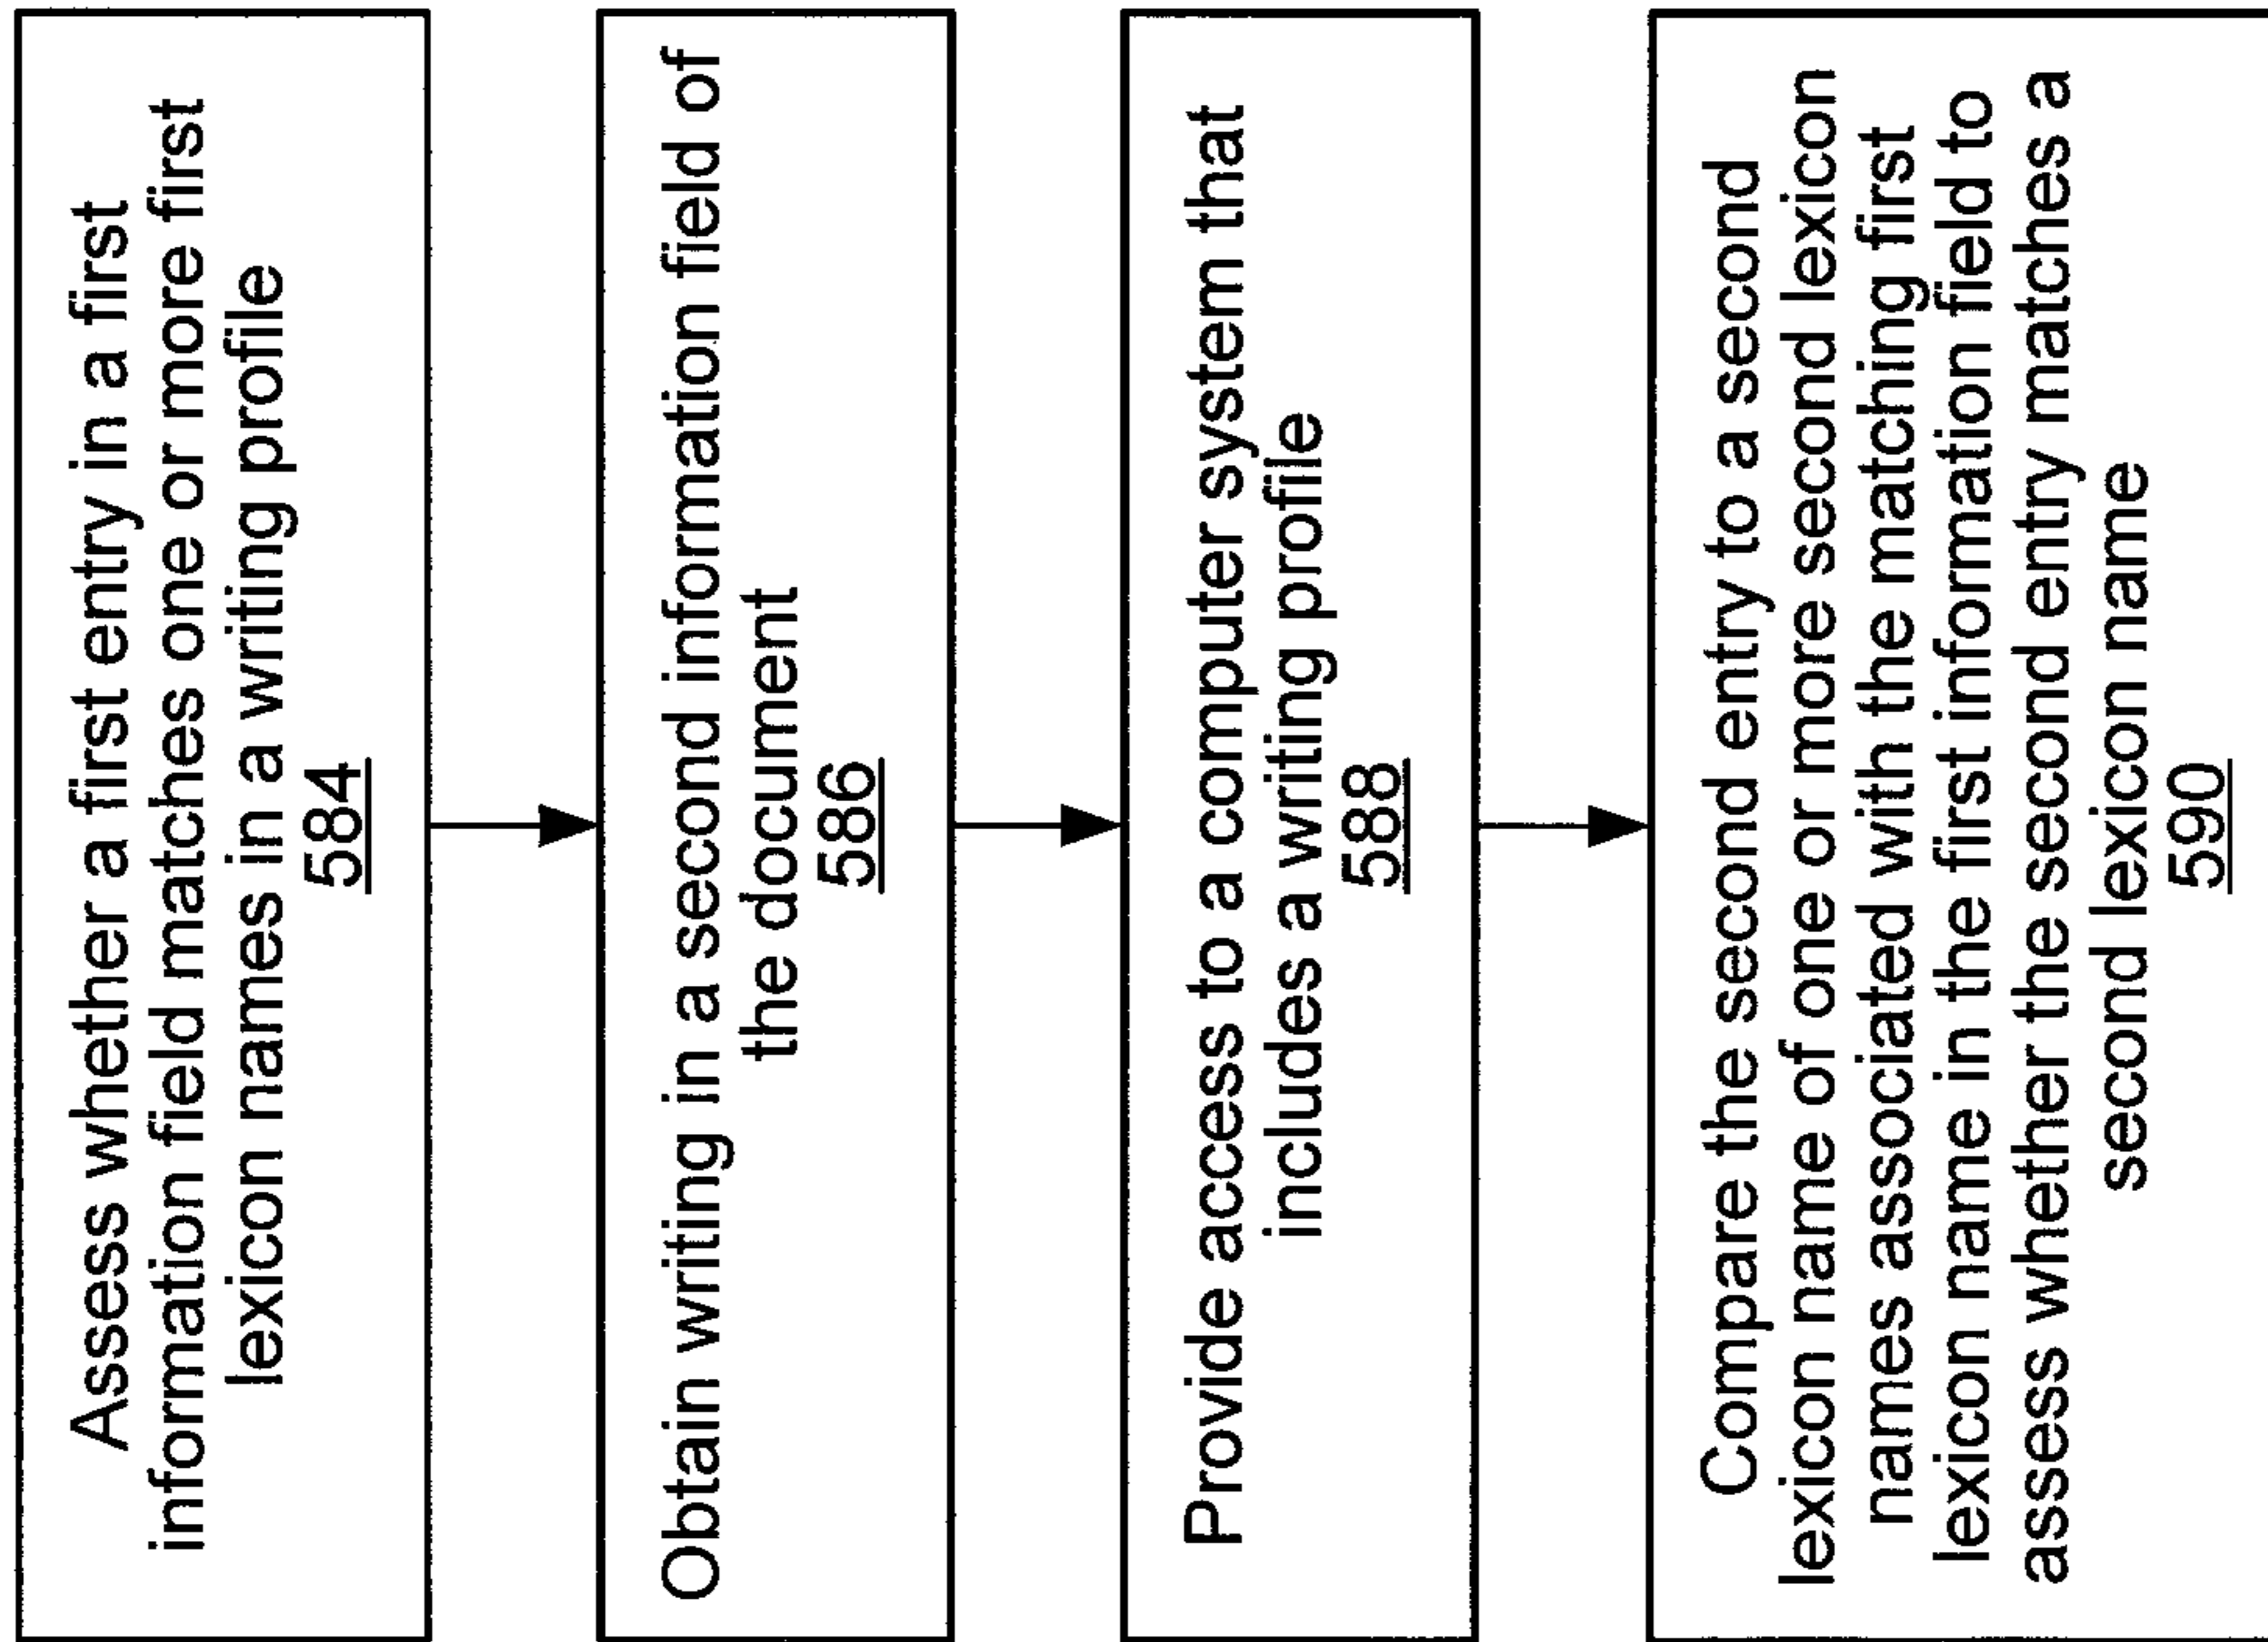 Assess whether a first entry in a first
information field matches one or more first
lexicon names in a writing profile
584
Obtain writing in a second information field of
the document
586
Provide access to a computer system that
includes a writing profile
588
Compare the second entry to a second
lexicon name of one or more second lexicon
names associated with the matching first
lexicon name in the first information field to
assess whether the second entry matches a
second lexicon name
590